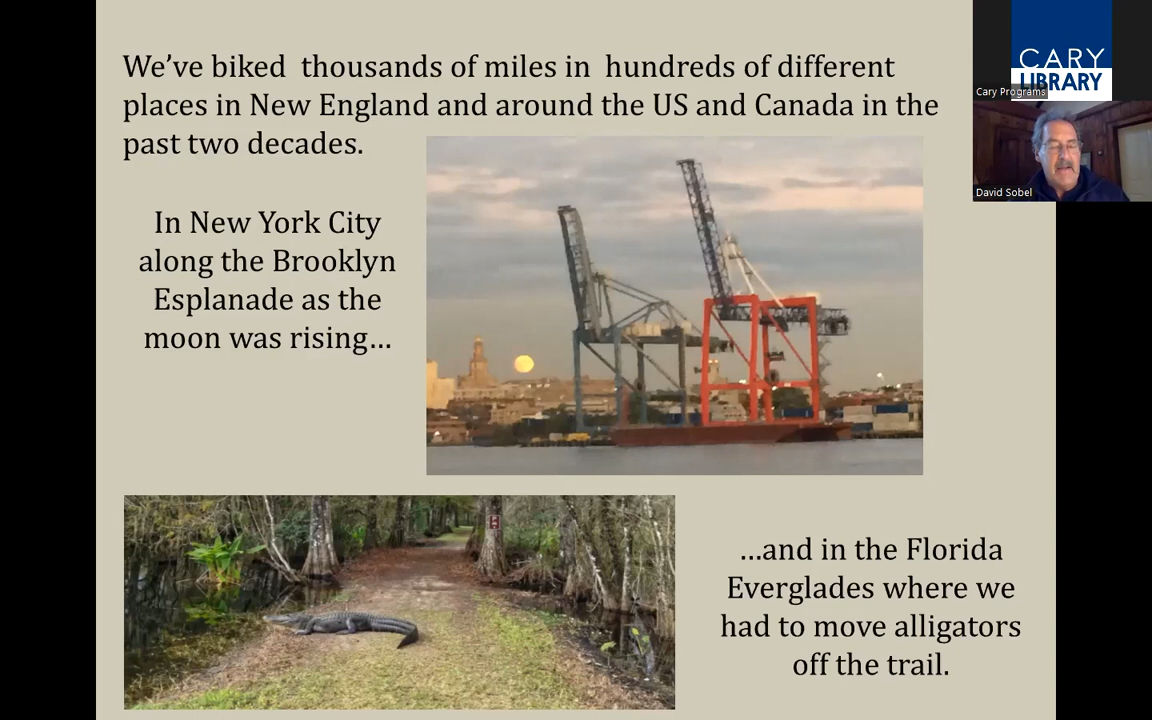 We’ve biked  thousands of miles in  hundreds of different
places in New England and around the US and Canada in the
past two decades.
In New York City
along the Brooklyn
Esplanade as the
moon was rising…
…and in the Florida
Everglades where we
had to move alligators
off the trail.
CARY
LIBRARY
Cary Programs
David Sobel